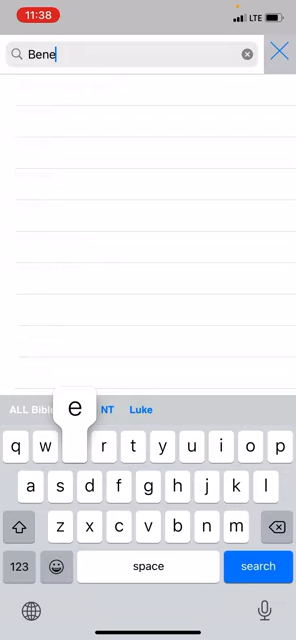 11:38
LTE
Bene
ALL Bible NT Luke
e
q w r t y u i o p
a s d f g h j k l
z x c v b n m
123 space search